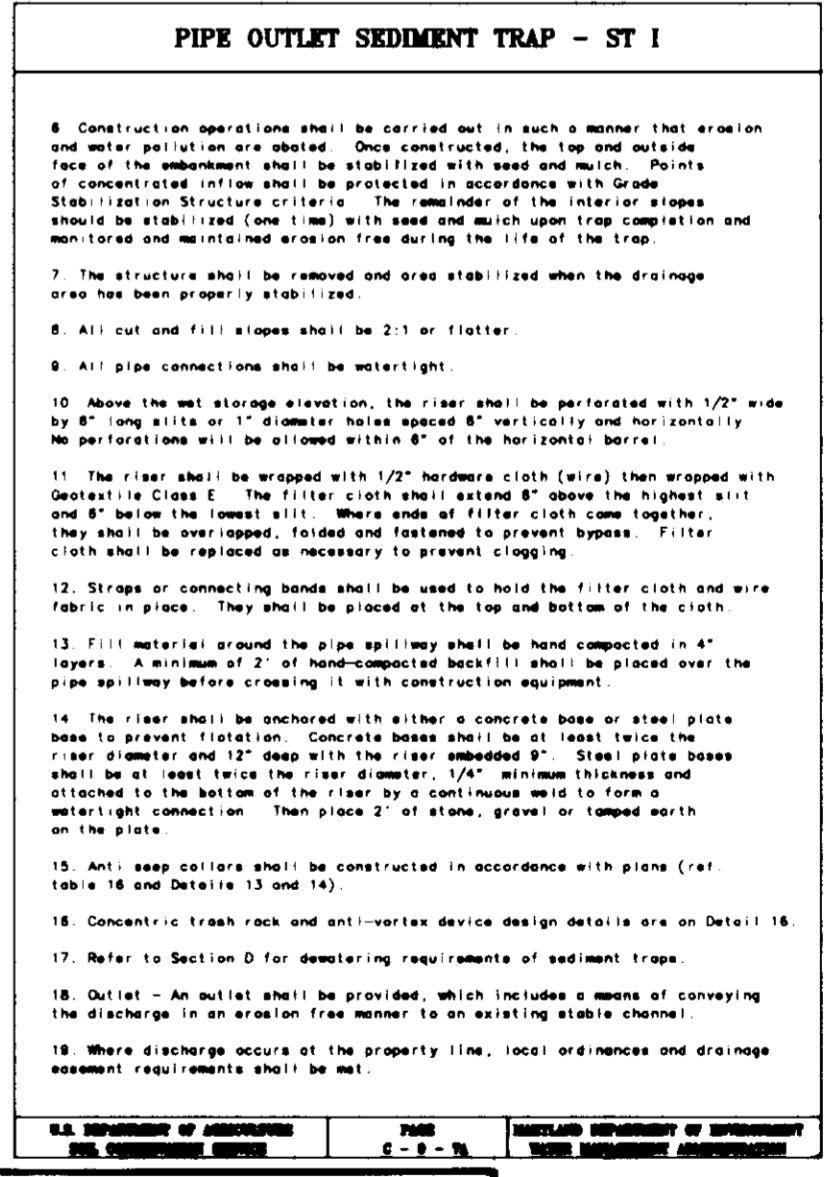 PIPE OUTLET SEDIMENT TRAP - ST I
6 Construction operations shall be carried out in such a manner that erosion
and water pollution are abated. Once constructed, the top and outside
face of the embankment shall be stabilized with seed and mulch. Points
of concentrated inflow shall be protected in accordance with Grade
Stabilization Structure criteria The remainder of the interior slopes
should be stabilized (one time) with seed and mulch upon trap completion and
monitored and maintained erosion free during the life of the trap.
7. The structure shall be removed and area stabilized when the drainage
area has been properly stabilized.
8. All cut and fill slopes shall be 2:1 or flatter.
9. All pipe connections shall be watertight.
10 Above the wet storage elevation, the riser shall be perforated with 1/2" wide
by 6" long slits or 1" diameter holes spaced 6" vertically and horizontally
No perforations will be allowed within 6" of the horizontal barrel.
11 The riser shall be wrapped with 1/2" hardware cloth (wire) then wrapped with
Geotextile Class E The filter cloth shall extend 6" above the highest slit
and 6" below the lowest slit. Where ends of filter cloth come together,
they shall be overlapped, folded and fastened to prevent bypass. Filter
cloth shall be replaced as necessary to prevent clogging.
12. Straps or connecting bands shall be used to hold the filter cloth and wire
fabric in place. They shall be placed at the top and bottom of the cloth.
13. Fill material around the pipe spillway shall be hand compacted in 4"
layers. A minimum of 2' of hand-compacted backfill shall be placed over the
pipe spillway before crossing it with construction equipment.
14 The riser shall be anchored with either a concrete base or steel plate
base to prevent flotation. Concrete bases shall be at least twice the
riser diameter and 12" deep with the riser embedded 9". Steel plate bases
shall be at least twice the riser diameter, 1/4" minimum thickness and
attached to the bottom of the riser by a continuous weld to form a
watertight connection Then place 2' of stone, gravel or tamped earth
on the plate.
15. Anti seep collars shall be constructed in accordance with plans (ref.
table 16 and Details 13 and 14).
16. Concentric trash rack and anti-vortex device design details are on Detail 16.
17. Refer to Section D for dewatering requirements of sediment traps.
18. Outlet - An outlet shall be provided, which includes a means of conveying
the discharge in an erosion free manner to an existing stable channel.
19. Where discharge occurs at the property line, local ordinances and drainage
easement requirements shall be met.
U.S. DEPARTMENT OF AGRICULTURE
SOIL CONSERVATION SERVICE
PAGE
C - 9 - 7A
MARYLAND DEPARTMENT OF ENVIRONMENT
WATER MANAGEMENT ADMINISTRATION